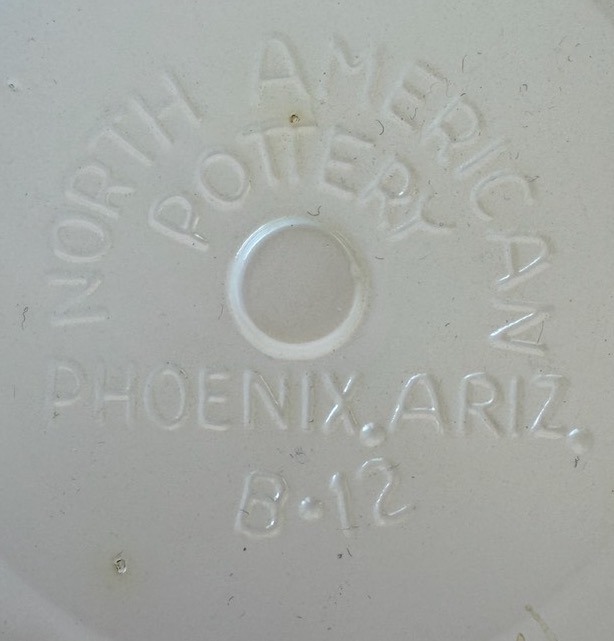 NORTH AMERICAN
POTTERY
PHOENIX. ARIZ.
B·12